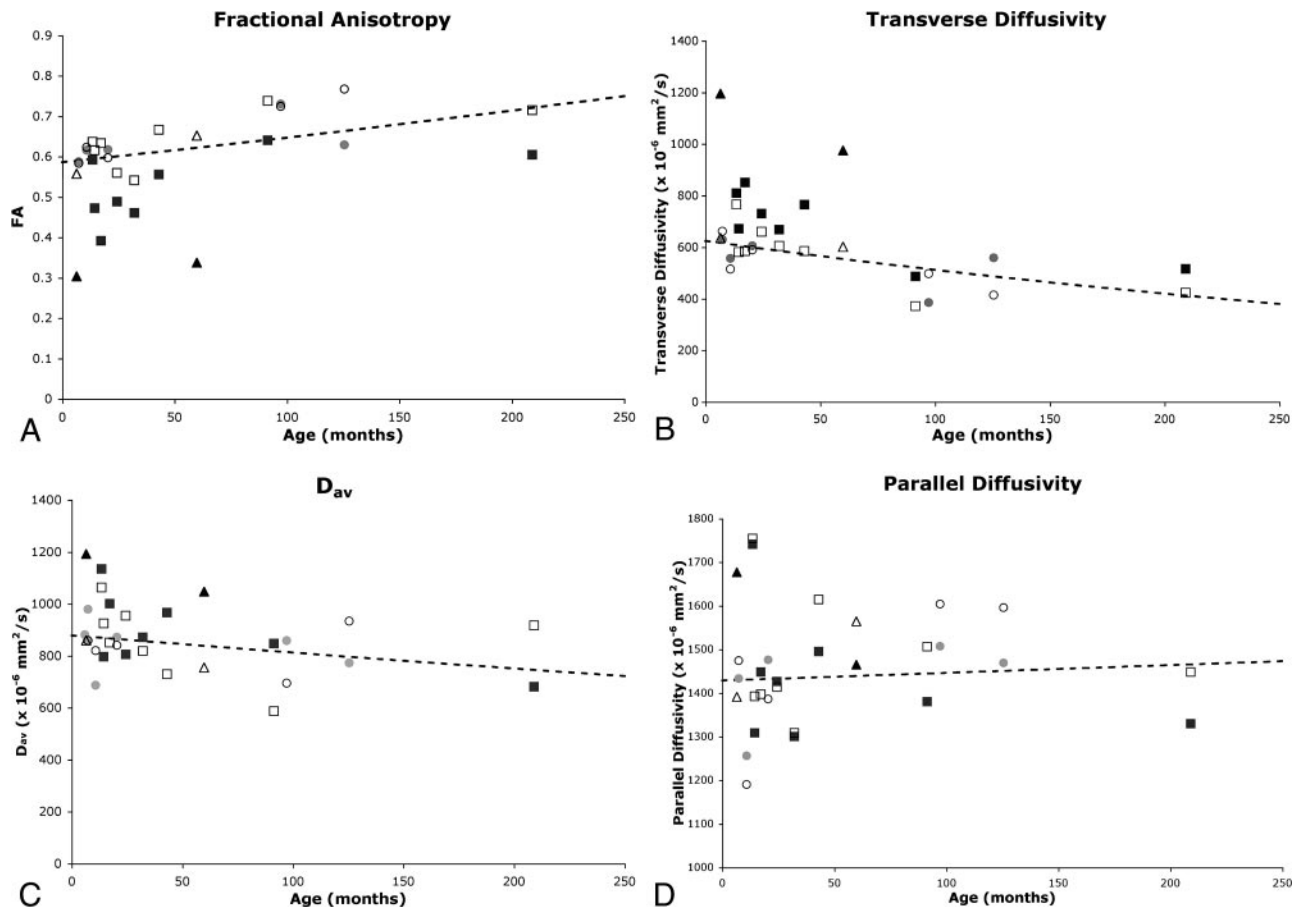 Fractional Anisotropy
0.9
0.8
0.7
0.6
0.5
0.4
0.3
0.2
0.1
0
FA
0 50 100 150 200 250
Age (months)
A
Transverse Diffusivity
1400
1200
1000
800
600
400
200
0
Transverse Diffusivity (x 10⁻⁶ mm²/s)
0 50 100 150 200 250
Age (months)
B
Dav
1400
1200
1000
800
600
400
200
0
Dav (x 10⁻⁶ mm²/s)
0 50 100 150 200 250
Age (months)
C
Parallel Diffusivity
1800
1700
1600
1500
1400
1300
1200
1100
1000
Parallel Diffusivity (x 10⁻⁶ mm²/s)
0 50 100 150 200 250
Age (months)
D